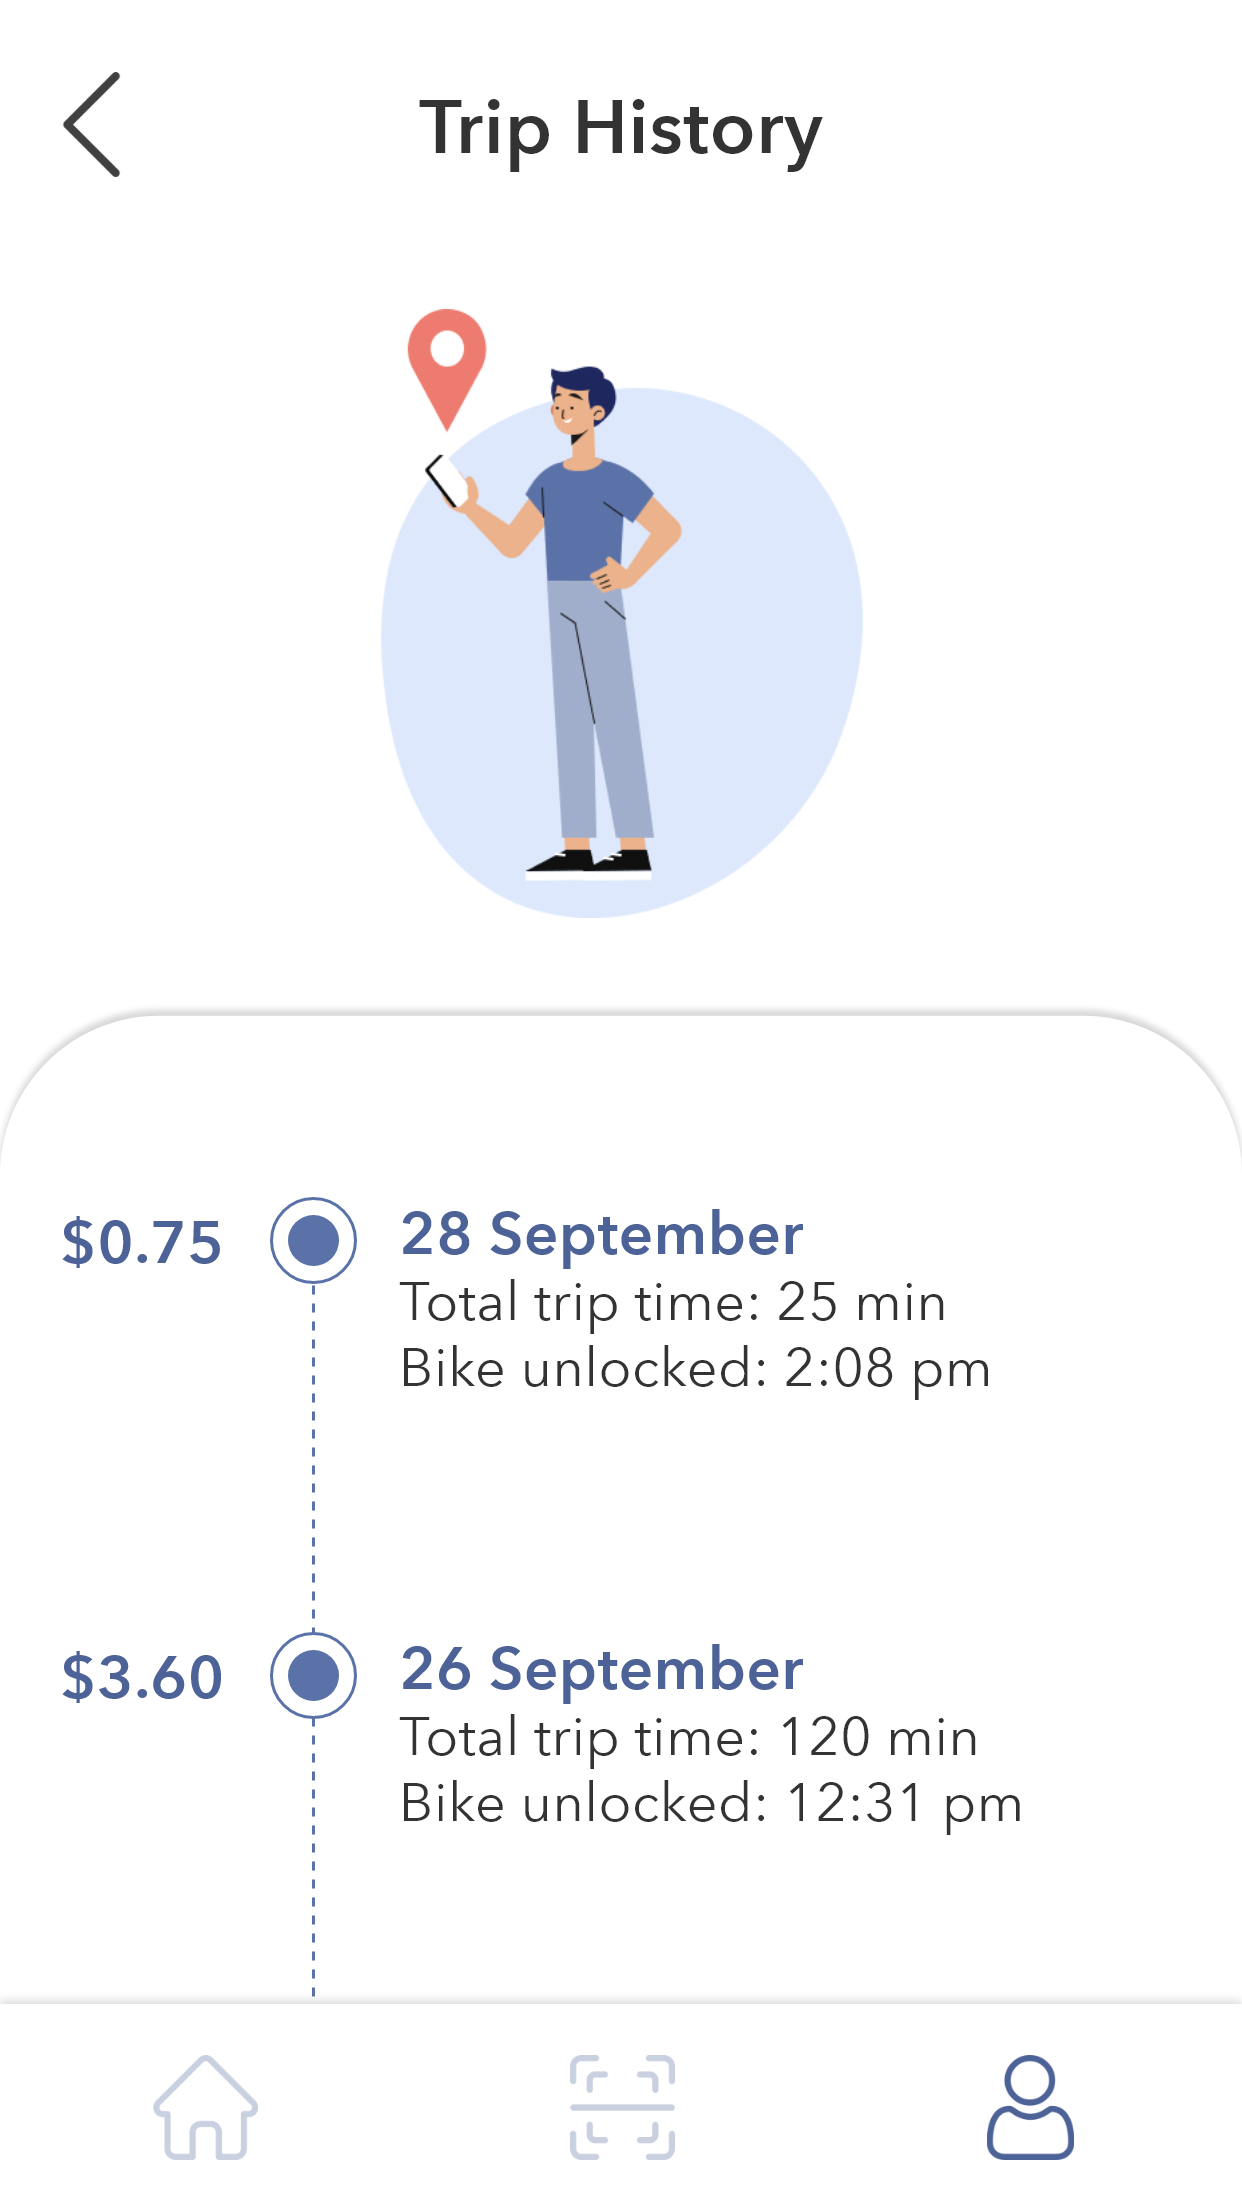 Trip History
$0.75
28 September
Total trip time: 25 min
Bike unlocked: 2:08 pm
$3.60
26 September
Total trip time: 120 min
Bike unlocked: 12:31 pm